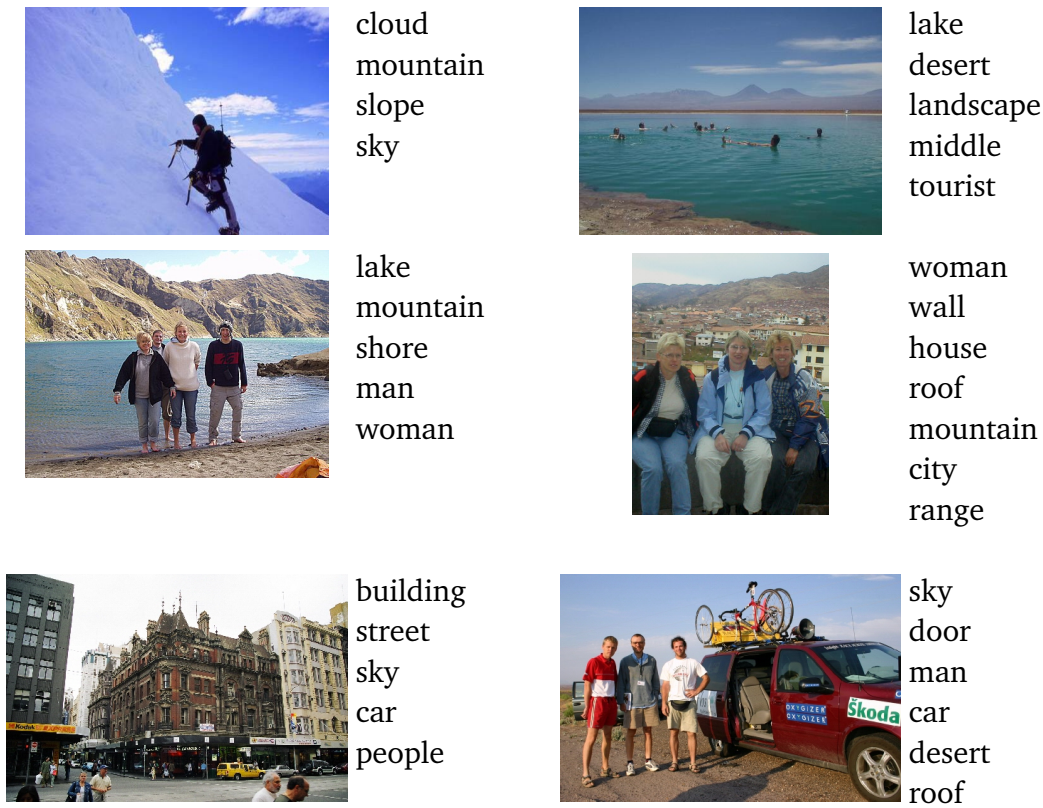 cloud
mountain
slope
sky
lake
desert
landscape
middle
tourist
lake
mountain
shore
man
woman
woman
wall
house
roof
mountain
city
range
building
street
sky
car
people
Kodak
sky
door
man
car
desert
roof
OXYGIZER
OXYGIZER
Škoda